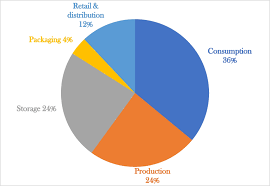 Retail &
distribution
12%
Packaging 4%
Consumption
36%
Storage 24%
Production
24%